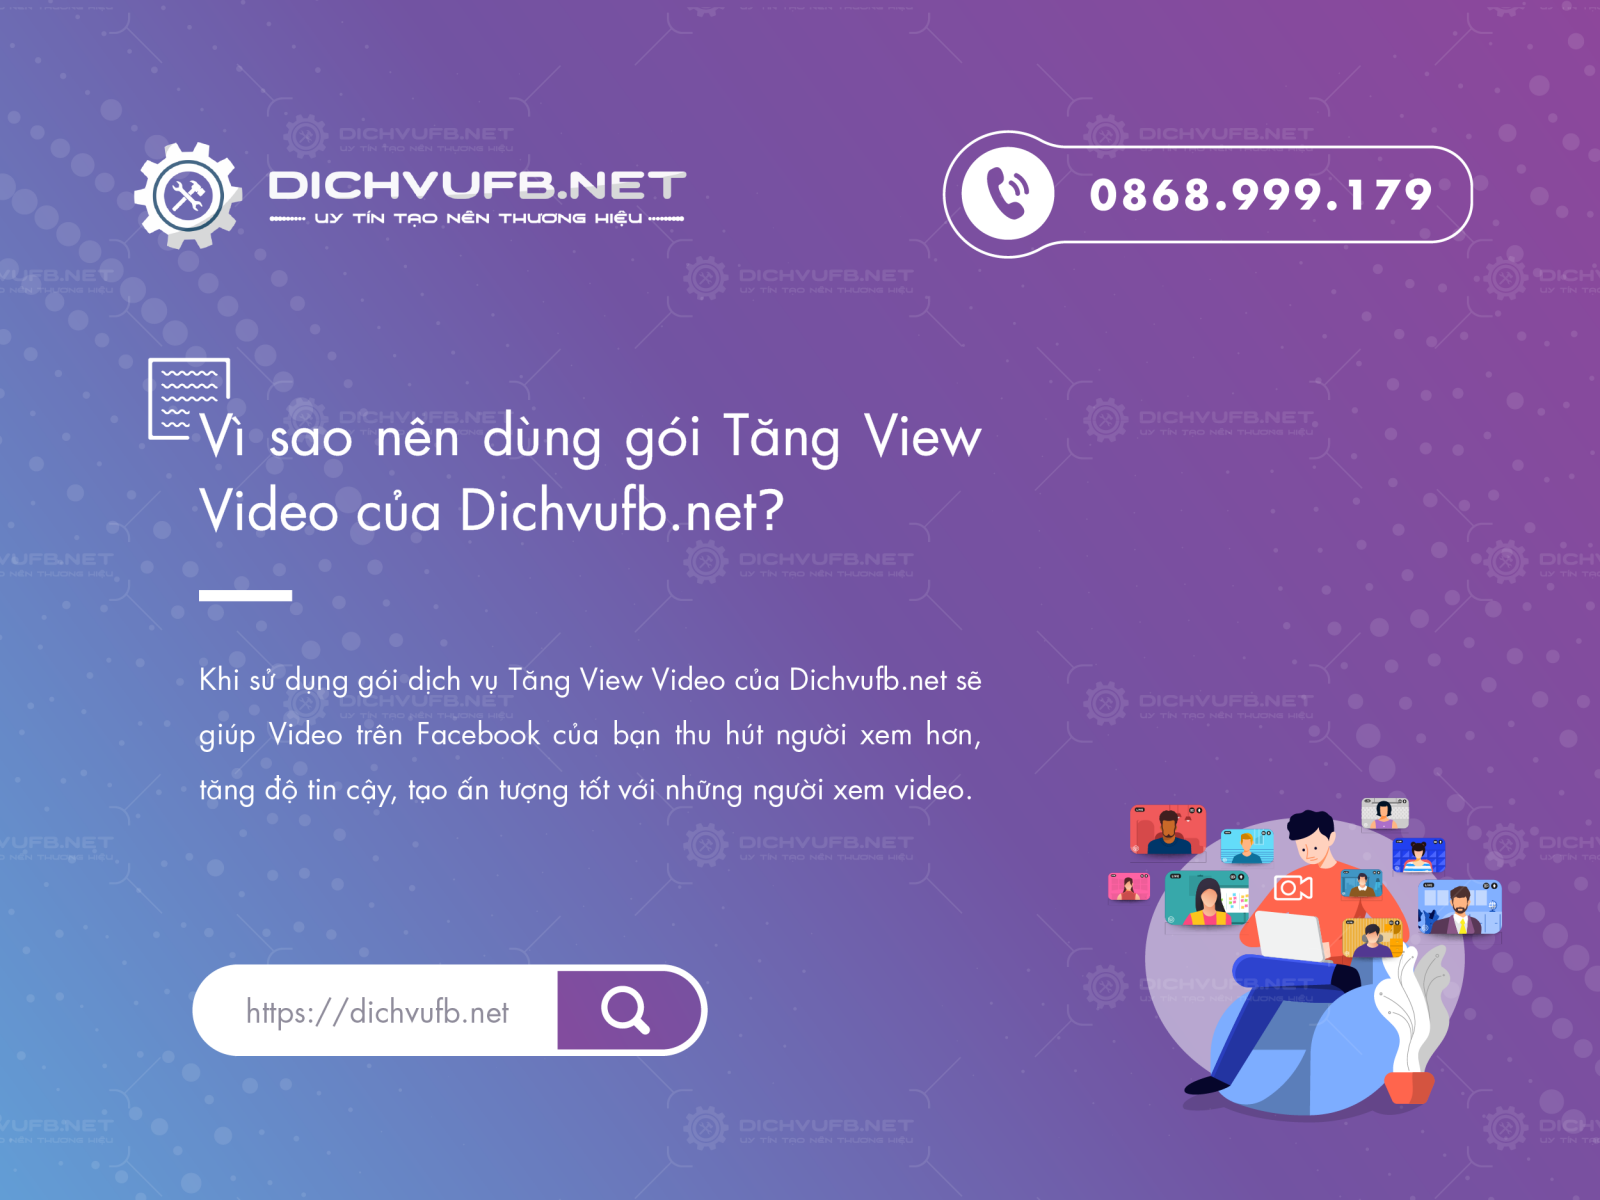 DICHVUFB.NET
UY TÍN TẠO NÊN THƯƠNG HIỆU
0868.999.179
Vì sao nên dùng gói Tăng View
Video của Dichvufb.net?
Khi sử dụng gói dịch vụ Tăng View Video của Dichvufb.net sẽ
giúp Video trên Facebook của bạn thu hút người xem hơn,
tăng độ tin cậy, tạo ấn tượng tốt với những người xem video.
https://dichvufb.net